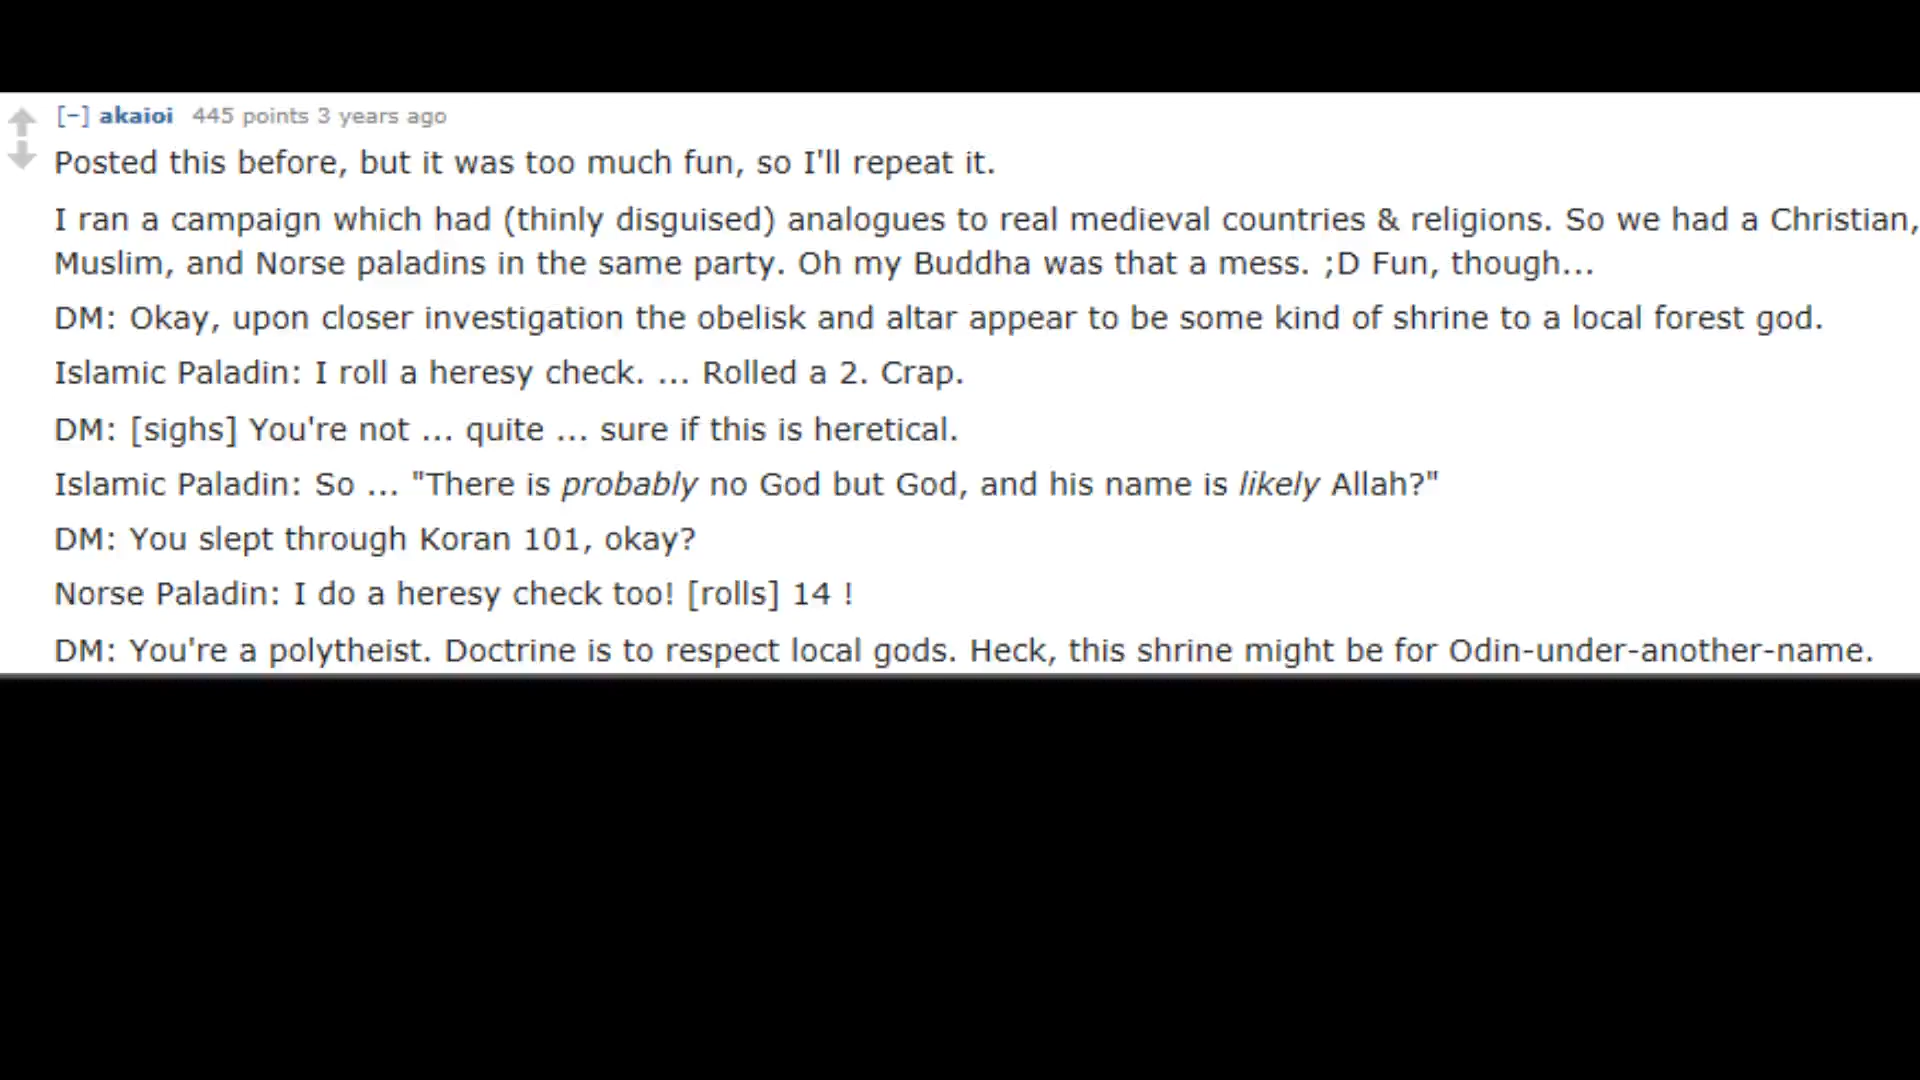 [–] akaioi 445 points 3 years ago
Posted this before, but it was too much fun, so I'll repeat it.
I ran a campaign which had (thinly disguised) analogues to real medieval countries & religions. So we had a Christian,
Muslim, and Norse paladins in the same party. Oh my Buddha was that a mess. ;D Fun, though...
DM: Okay, upon closer investigation the obelisk and altar appear to be some kind of shrine to a local forest god.
Islamic Paladin: I roll a heresy check. ... Rolled a 2. Crap.
DM: [sighs] You're not ... quite ... sure if this is heretical.
Islamic Paladin: So ... "There is probably no God but God, and his name is likely Allah?"
DM: You slept through Koran 101, okay?
Norse Paladin: I do a heresy check too! [rolls] 14 !
DM: You're a polytheist. Doctrine is to respect local gods. Heck, this shrine might be for Odin-under-another-name.